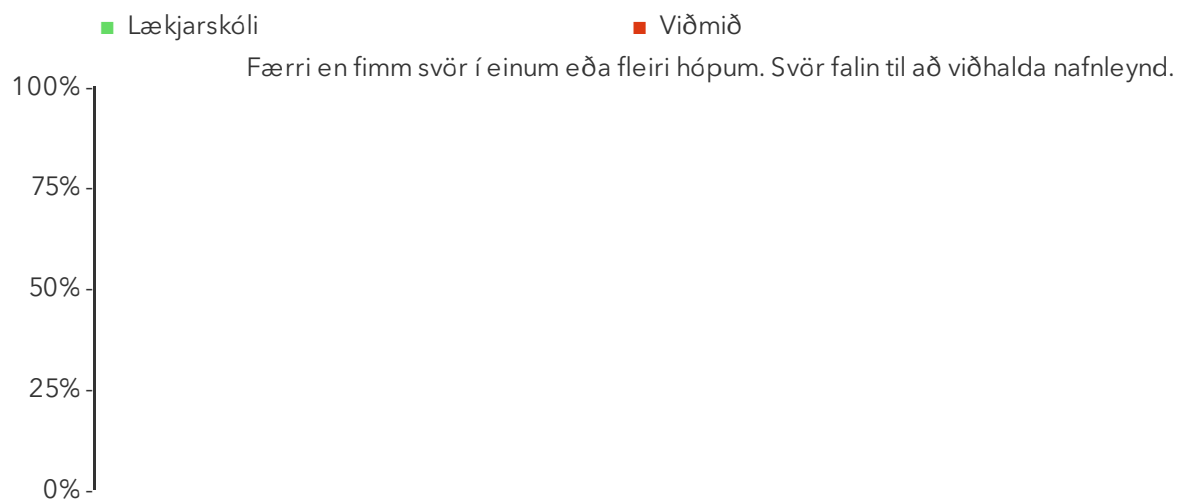 Lækjarskóli Viðmið
Færri en fimm svör í einum eða fleiri hópum. Svör falin til að viðhalda nafnleynd.
100%
75%
50%
25%
0%